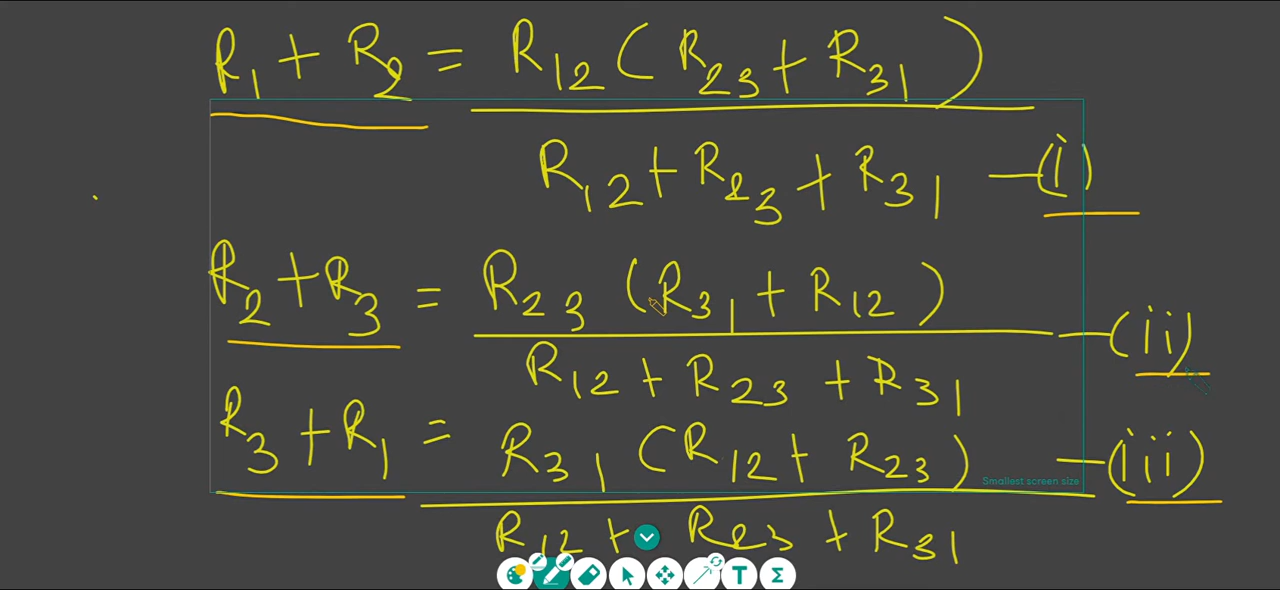 R₁ + R₂ = R₁₂ ( R₂₃ + R₃₁ )
R₁₂ + R₂₃ + R₃₁ — (i)
R₂ + R₃ = R₂₃ ( R₃₁ + R₁₂ ) — (ii)
R₁₂ + R₂₃ + R₃₁
R₃ + R₁ = R₃₁ ( R₁₂ + R₂₃ ) — (iii)
Smallest screen size
R₁₂ + R₂₃ + R₃₁
T Σ